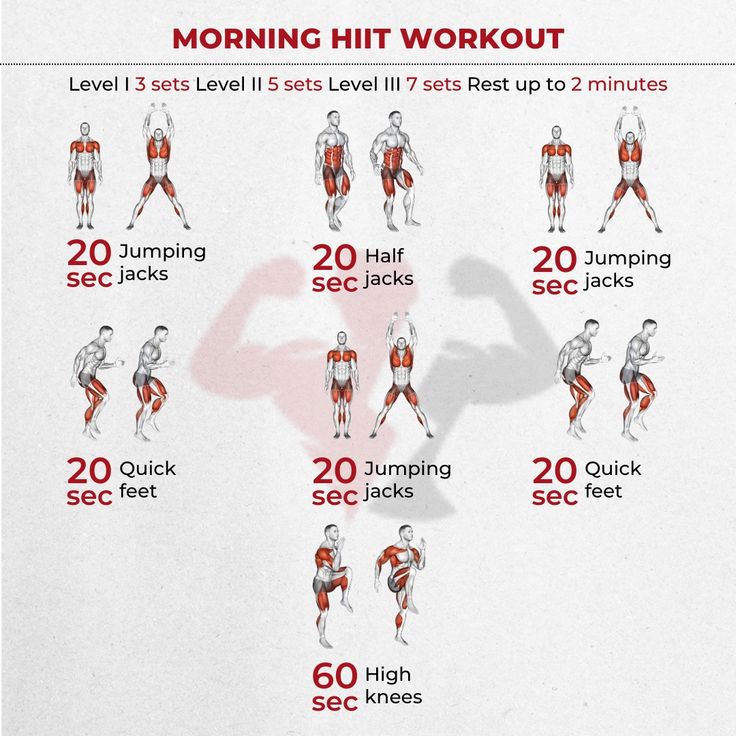 MORNING HIIT WORKOUT
Level I 3 sets Level II 5 sets Level III 7 sets Rest up to 2 minutes
20 sec Jumping jacks
20 sec Half jacks
20 sec Jumping jacks
20 sec Quick feet
20 sec Jumping jacks
20 sec Quick feet
60 sec High knees